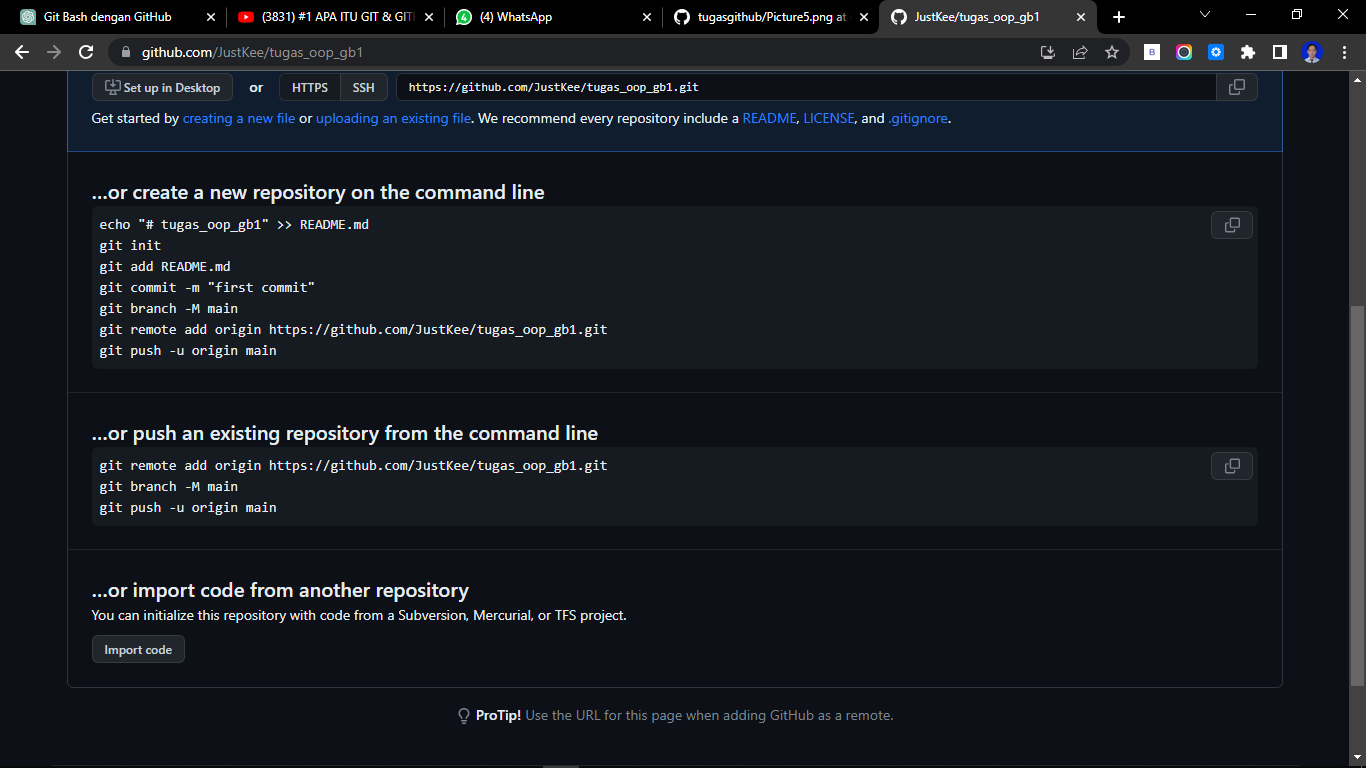 Git Bash dengan GitHub
(3831) #1 APA ITU GIT & GIT
(4) WhatsApp
tugasgithub/Picture5.png at
JustKee/tugas_oop_gb1
github.com/JustKee/tugas_oop_gb1
Set up in Desktop or HTTPS SSH https://github.com/JustKee/tugas_oop_gb1.git
Get started by creating a new file or uploading an existing file. We recommend every repository include a README, LICENSE, and .gitignore.
...or create a new repository on the command line
echo "# tugas_oop_gb1" >> README.md
git init
git add README.md
git commit -m "first commit"
git branch -M main
git remote add origin https://github.com/JustKee/tugas_oop_gb1.git
git push -u origin main
...or push an existing repository from the command line
git remote add origin https://github.com/JustKee/tugas_oop_gb1.git
git branch -M main
git push -u origin main
...or import code from another repository
You can initialize this repository with code from a Subversion, Mercurial, or TFS project.
Import code
ProTip! Use the URL for this page when adding GitHub as a remote.